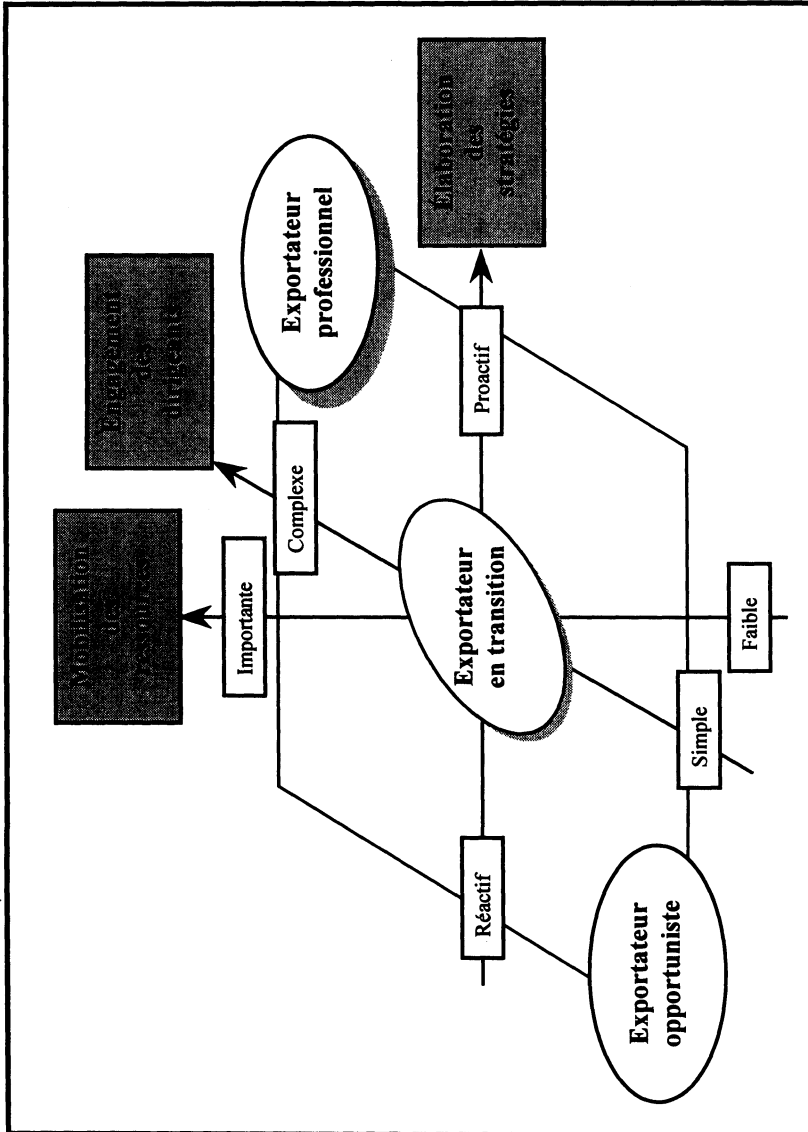 Mobilisation
des
ressources
Engagement
des
dirigeants
Importante
Complexe
Exportateur
professionnel
Réactif
Exportateur
en transition
Proactif
Élaboration
des
stratégies
Exportateur
opportuniste
Simple
Faible